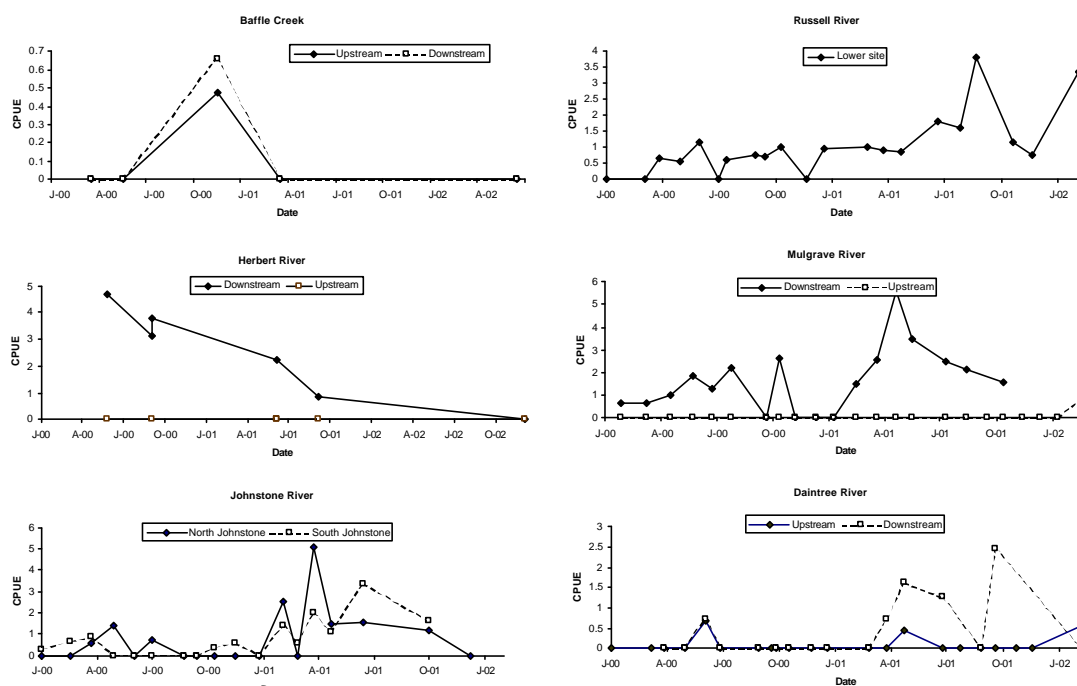 Baffle Creek
Upstream Downstream
CPUE
0.7
0.6
0.5
0.4
0.3
0.2
0.1
0
J-00 A-00 J-00 O-00 J-01 A-01 J-01 O-01 J-02 A-02
Date
Russell River
Lower site
CPUE
4
3.5
3
2.5
2
1.5
1
0.5
0
J-00 A-00 J-00 O-00 J-01 A-01 J-01 O-01 J-02
Date
Herbert River
Downstream Upstream
CPUE
5
4
3
2
1
0
J-00 A-00 J-00 O-00 J-01 A-01 J-01 O-01 J-02 A-02 J-02 O-02
Date
Mulgrave River
Downstream Upstream
CPUE
6
5
4
3
2
1
0
J-00 A-00 J-00 O-00 J-01 A-01 J-01 O-01 J-02
Date
Johnstone River
North Johnstone South Johnstone
CPUE
6
5
4
3
2
1
0
J-00 A-00 J-00 O-00 J-01 A-01 J-01 O-01 J-02
Daintree River
Upstream Downstream
CPUE
3
2.5
2
1.5
1
0.5
0
J-00 A-00 J-00 O-00 J-01 A-01 J-01 O-01 J-02
Date